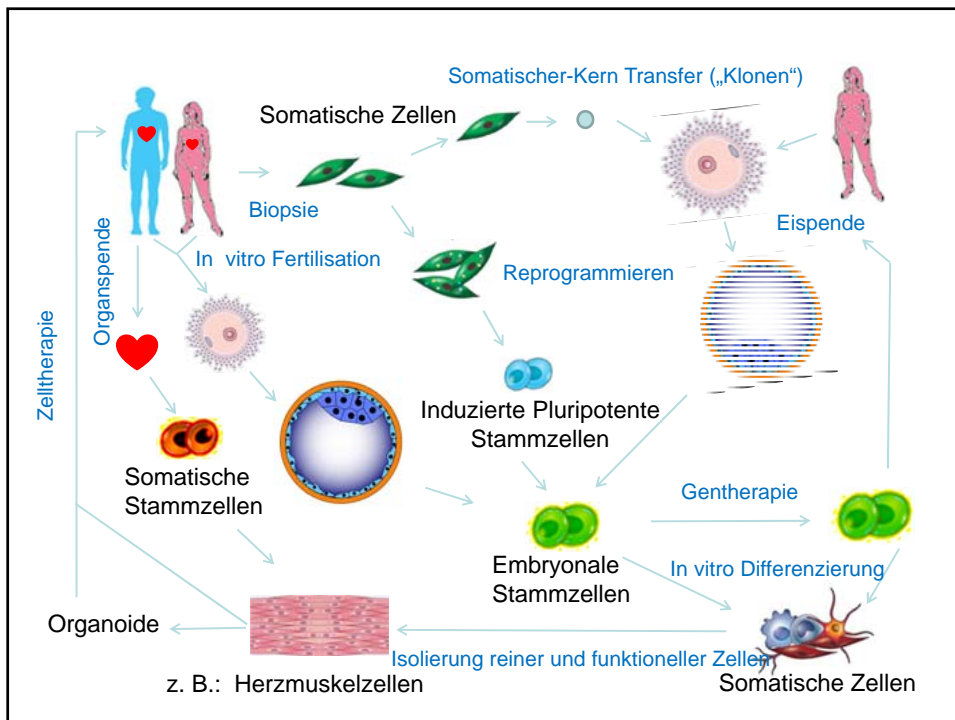 Somatischer-Kern Transfer („Klonen“)
Somatische Zellen
Biopsie
Eispende
Organspende
In vitro Fertilisation
Reprogrammieren
Zelltherapie
Induzierte Pluripotente
Stammzellen
Somatische
Stammzellen
Gentherapie
Embryonale
Stammzellen
In vitro Differenzierung
Organoide
Isolierung reiner und funktioneller Zellen
z. B.: Herzmuskelzellen
Somatische Zellen